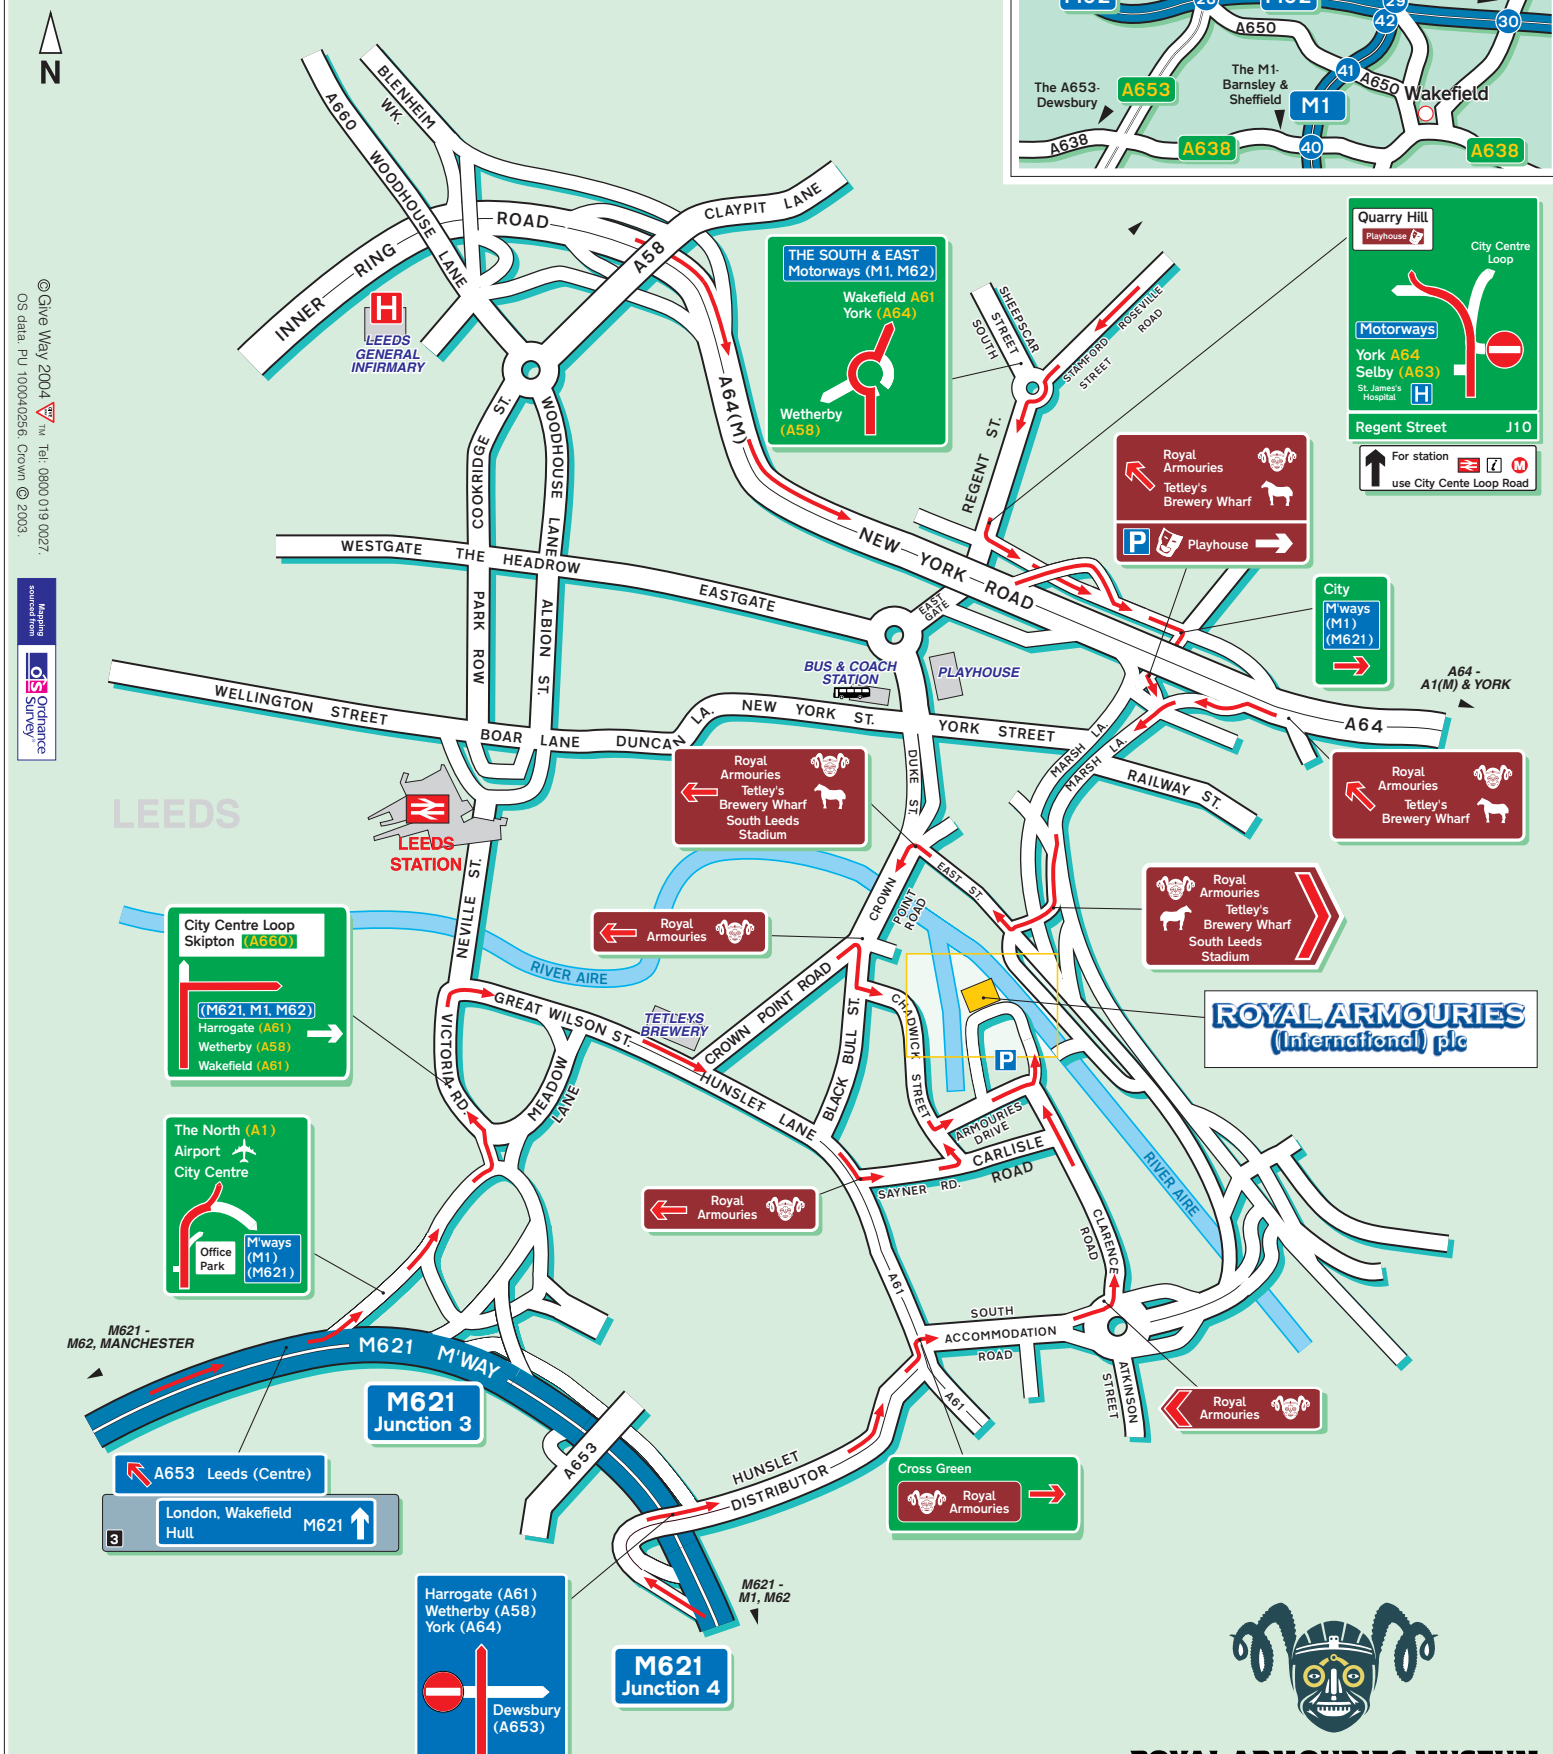 N
M62
M62
28
29
42
30
A650
41
A650
The M1-
Barnsley &
Sheffield
M1
Wakefield
The A653-
Dewsbury
A653
A638
A638
40
A638
BLENHEIM
WK.
A660
WOODHOUSE LANE
INNER RING ROAD
CLAYPIT LANE
A58
LEEDS
GENERAL
INFIRMARY
THE SOUTH & EAST
Motorways (M1, M62)
Wakefield A61
York (A64)
Wetherby
(A58)
SHEEPSCAR
STREET
SOUTH
ROSEVILLE
ROAD
STAMFORD
STREET
REGENT ST.
Quarry Hill
Playhouse
City Centre
Loop
Motorways
York A64
Selby (A63)
St. James's
Hospital
H
Regent Street J10
For station
use City Cente Loop Road
© Give Way 2004 TM Tel: 0800 019 0027.
OS data. PU 100040256. Crown © 2003.
Mapping
sourced from
Ordnance
Survey
A64(M)
COOKRIDGE ST.
WOODHOUSE LANE
Royal
Armouries
Tetley's
Brewery Wharf
P Playhouse
NEW YORK ROAD
WESTGATE THE HEADROW
EASTGATE
EAST
GATE
City
M'ways
(M1)
(M621)
PARK ROW
ALBION ST.
BUS & COACH
STATION
PLAYHOUSE
A64 -
A1(M) & YORK
A64
WELLINGTON STREET
BOAR LANE
DUNCAN LA.
NEW YORK ST.
YORK STREET
MARSH LA.
MARSH LA.
RAILWAY ST.
DUKE ST.
Royal
Armouries
Tetley's
Brewery Wharf
South Leeds
Stadium
Royal
Armouries
Tetley's
Brewery Wharf
LEEDS
LEEDS
STATION
NEVILLE ST.
EAST ST.
CROWN
POINT
ROAD
Royal
Armouries
Tetley's
Brewery Wharf
South Leeds
Stadium
Royal
Armouries
City Centre Loop
Skipton (A660)
(M621, M1, M62)
Harrogate (A61)
Wetherby (A58)
Wakefield (A61)
RIVER AIRE
GREAT WILSON ST.
TETLEYS
BREWERY
CROWN POINT ROAD
BLACK BULL ST.
CHADWICK STREET
ROYAL ARMOURIES
(International) plc
P
VICTORIA RD.
MEADOW
LANE
HUNSLET LANE
ARMOURIES
DRIVE
CARLISLE
ROAD
SAYNER RD.
RIVER AIRE
The North (A1)
Airport
City Centre
Office
Park
M'ways
(M1)
(M621)
Royal
Armouries
CLARENCE
ROAD
A61
SOUTH
ACCOMMODATION
ROAD
M621 -
M62, MANCHESTER
M621 M'WAY
M621
Junction 3
ATKINSON
STREET
Royal
Armouries
A61
A653
A653 Leeds (Centre)
London, Wakefield
Hull
M621
3
HUNSLET
DISTRIBUTOR
Cross Green
Royal
Armouries
Harrogate (A61)
Wetherby (A58)
York (A64)
Dewsbury
(A653)
M621 -
M1, M62
M621
Junction 4
ROYAL ARMOURIES MUSEUM